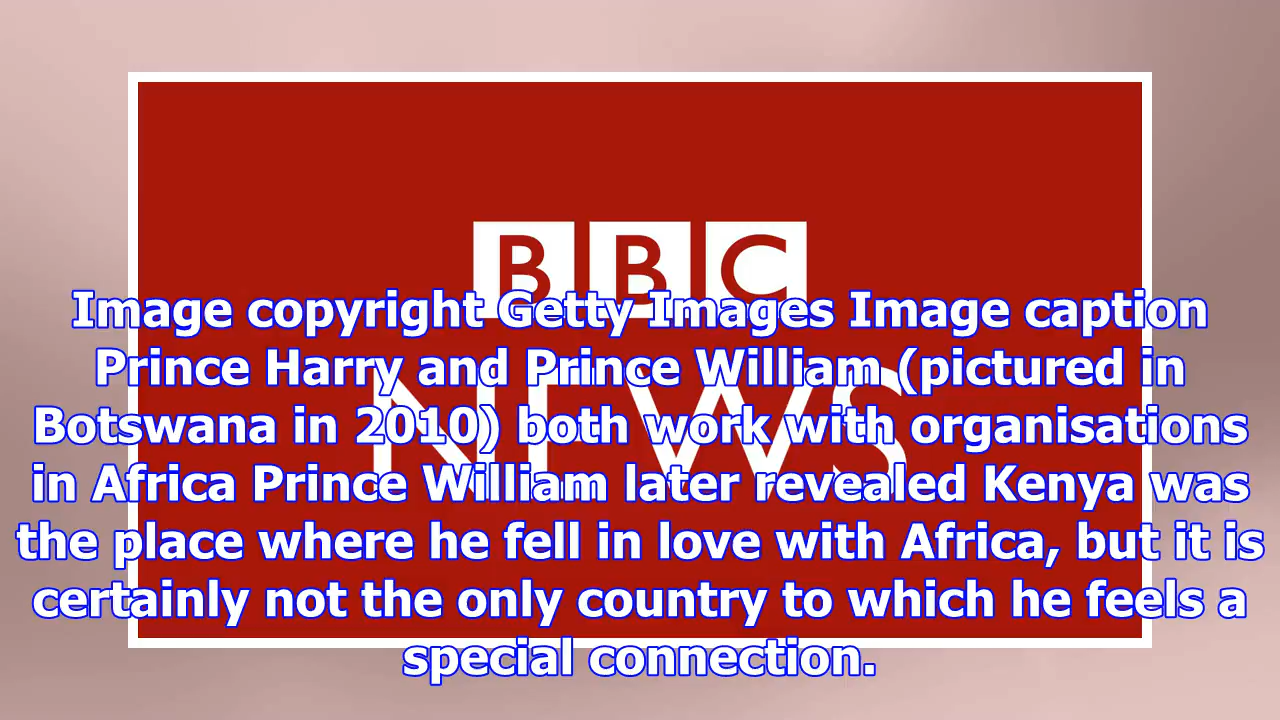 BBC
NEWS
Image copyright Getty Images Image caption
Prince Harry and Prince William (pictured in
Botswana in 2010) both work with organisations
in Africa Prince William later revealed Kenya was
the place where he fell in love with Africa, but it is
certainly not the only country to which he feels a
special connection.